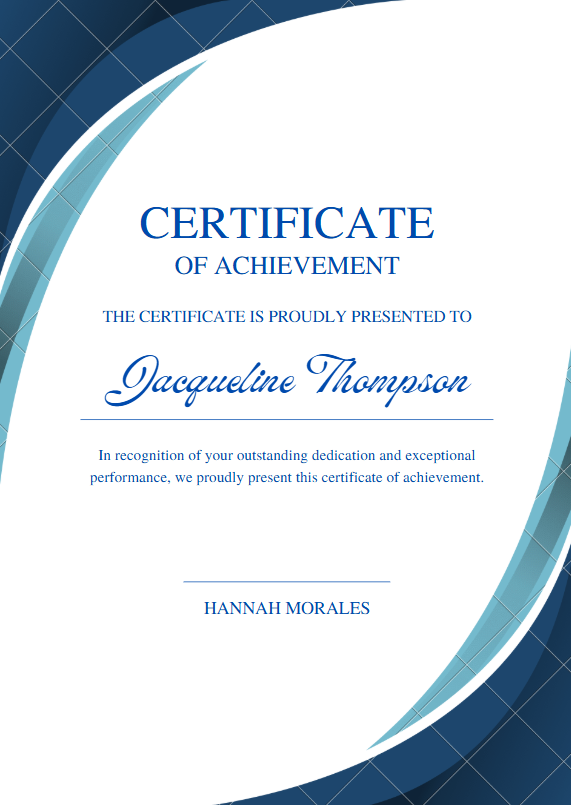 CERTIFICATE
OF ACHIEVEMENT
THE CERTIFICATE IS PROUDLY PRESENTED TO
Jacqueline Thompson
In recognition of your outstanding dedication and exceptional
performance, we proudly present this certificate of achievement.
HANNAH MORALES